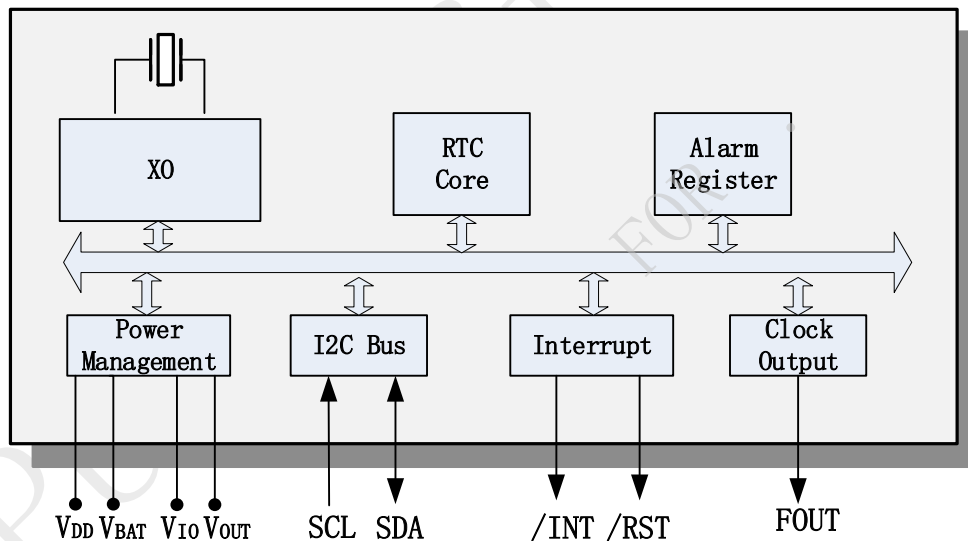 XO
RTC
Core
Alarm
Register
FOR
Power
Management
I2C Bus
Interrupt
Clock
Output
VDD VBAT VIO VOUT
SCL SDA
/INT /RST
FOUT